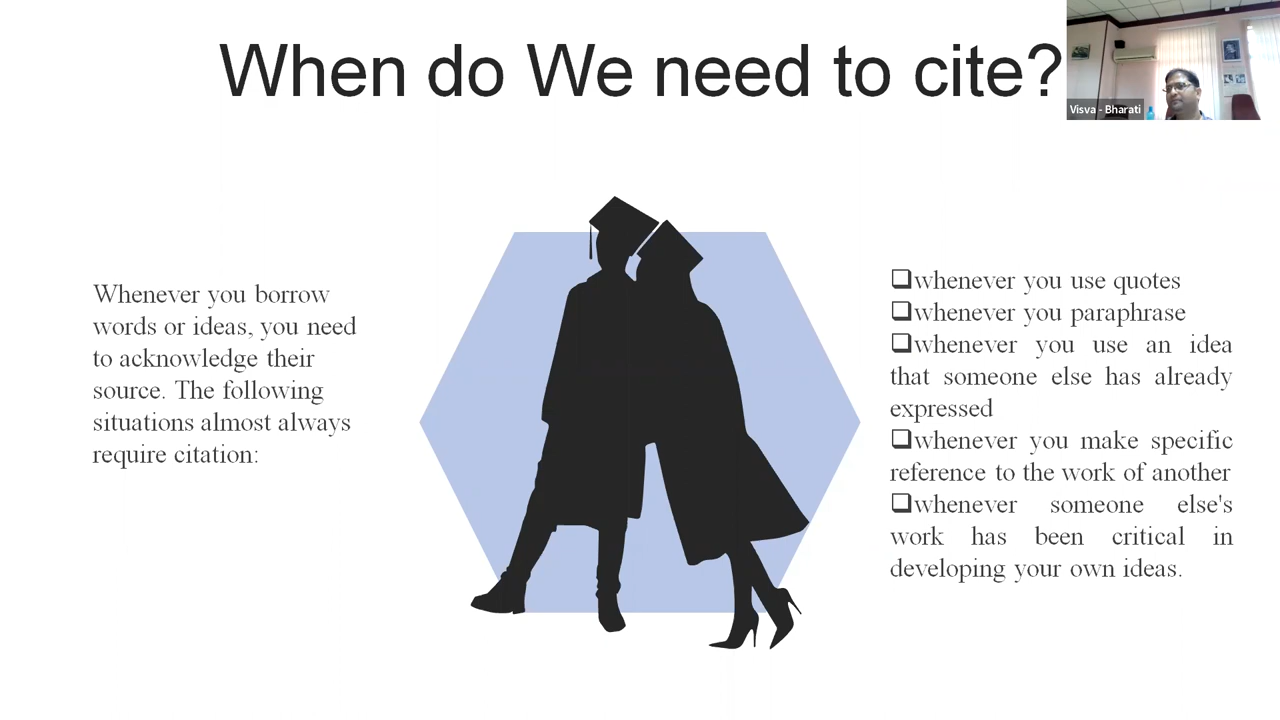 When do We need to cite?
Visva - Bharati
Whenever you borrow
words or ideas, you need
to acknowledge their
source. The following
situations almost always
require citation:
❑whenever you use quotes
❑whenever you paraphrase
❑whenever you use an idea
that someone else has already
expressed
❑whenever you make specific
reference to the work of another
❑whenever someone else's
work has been critical in
developing your own ideas.